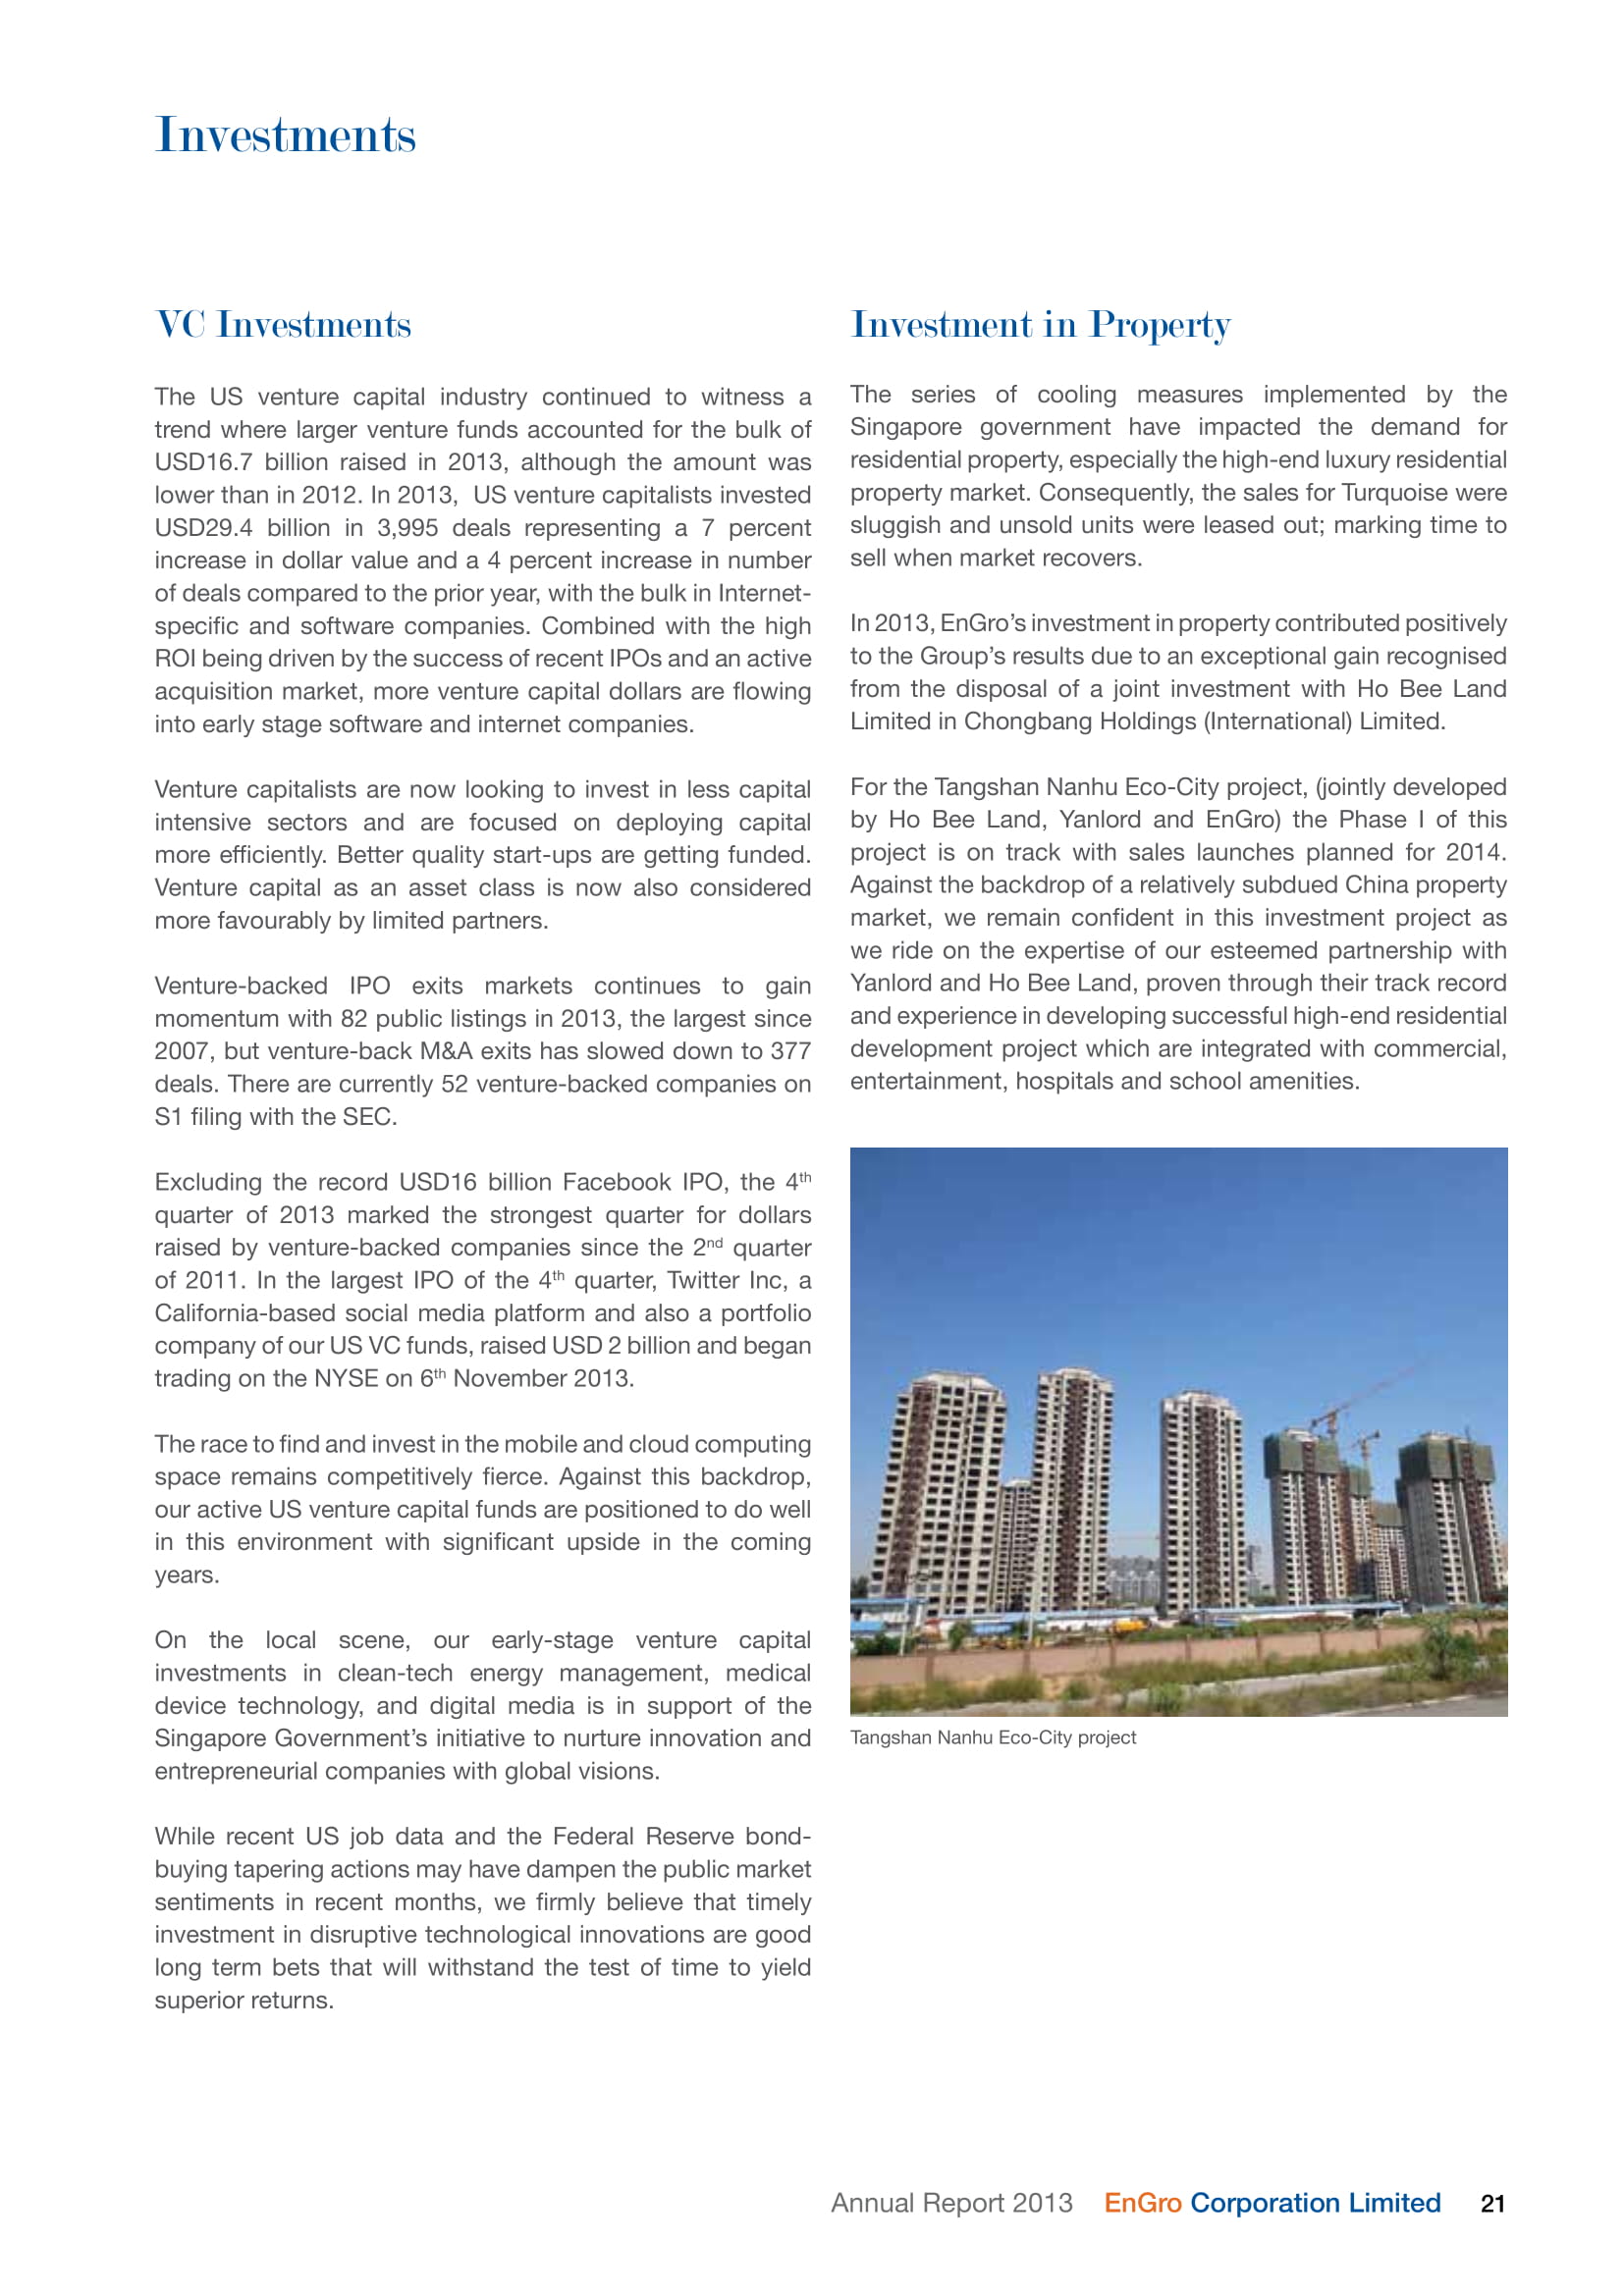 Investments
VC Investments
The US venture capital industry continued to witness a
trend where larger venture funds accounted for the bulk of
USD16.7 billion raised in 2013, although the amount was
lower than in 2012. In 2013,  US venture capitalists invested
USD29.4 billion in 3,995 deals representing a 7 percent
increase in dollar value and a 4 percent increase in number
of deals compared to the prior year, with the bulk in Internet-
specific and software companies. Combined with the high
ROI being driven by the success of recent IPOs and an active
acquisition market, more venture capital dollars are flowing
into early stage software and internet companies.
Venture capitalists are now looking to invest in less capital
intensive sectors and are focused on deploying capital
more efficiently. Better quality start-ups are getting funded.
Venture capital as an asset class is now also considered
more favourably by limited partners.
Venture-backed IPO exits markets continues to gain
momentum with 82 public listings in 2013, the largest since
2007, but venture-back M&A exits has slowed down to 377
deals. There are currently 52 venture-backed companies on
S1 filing with the SEC.
Excluding the record USD16 billion Facebook IPO, the 4th
quarter of 2013 marked the strongest quarter for dollars
raised by venture-backed companies since the 2nd quarter
of 2011. In the largest IPO of the 4th quarter, Twitter Inc, a
California-based social media platform and also a portfolio
company of our US VC funds, raised USD 2 billion and began
trading on the NYSE on 6th November 2013.
The race to find and invest in the mobile and cloud computing
space remains competitively fierce. Against this backdrop,
our active US venture capital funds are positioned to do well
in this environment with significant upside in the coming
years.
On the local scene, our early-stage venture capital
investments in clean-tech energy management, medical
device technology, and digital media is in support of the
Singapore Government’s initiative to nurture innovation and
entrepreneurial companies with global visions.
While recent US job data and the Federal Reserve bond-
buying tapering actions may have dampen the public market
sentiments in recent months, we firmly believe that timely
investment in disruptive technological innovations are good
long term bets that will withstand the test of time to yield
superior returns.
Investment in Property
The series of cooling measures implemented by the
Singapore government have impacted the demand for
residential property, especially the high-end luxury residential
property market. Consequently, the sales for Turquoise were
sluggish and unsold units were leased out; marking time to
sell when market recovers.
In 2013, EnGro’s investment in property contributed positively
to the Group’s results due to an exceptional gain recognised
from the disposal of a joint investment with Ho Bee Land
Limited in Chongbang Holdings (International) Limited.
For the Tangshan Nanhu Eco-City project, (jointly developed
by Ho Bee Land, Yanlord and EnGro) the Phase I of this
project is on track with sales launches planned for 2014.
Against the backdrop of a relatively subdued China property
market, we remain confident in this investment project as
we ride on the expertise of our esteemed partnership with
Yanlord and Ho Bee Land, proven through their track record
and experience in developing successful high-end residential
development project which are integrated with commercial,
entertainment, hospitals and school amenities.
Tangshan Nanhu Eco-City project
Annual Report 2013 EnGro Corporation Limited 21